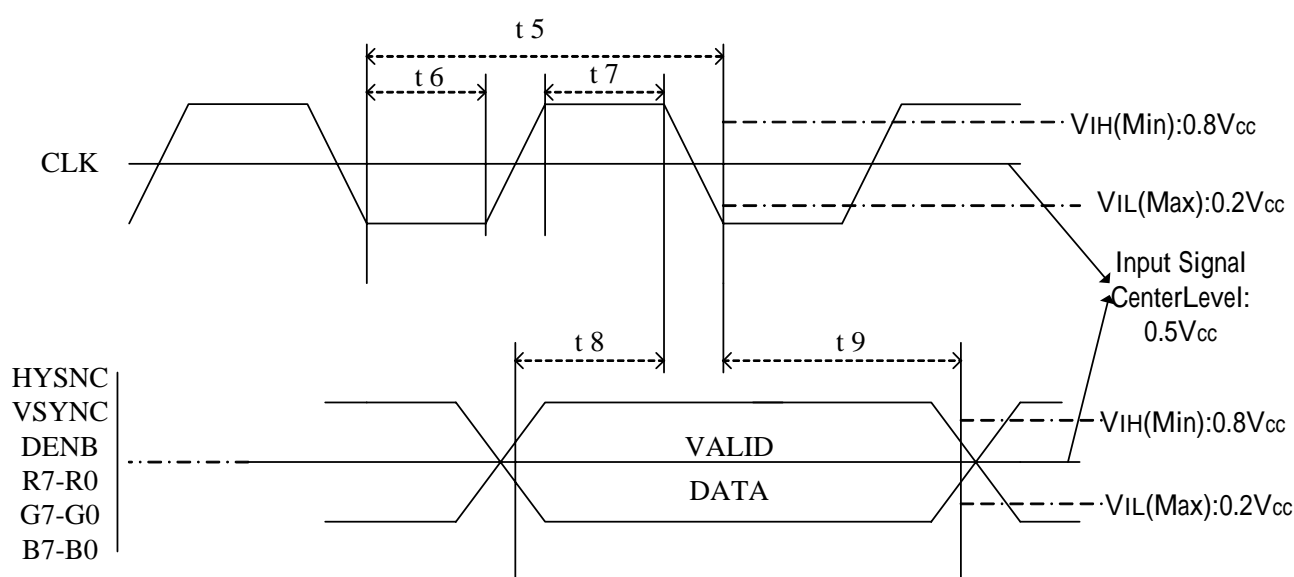 t 5
t 6
t 7
VIH(Min):0.8Vcc
CLK
VIL(Max):0.2Vcc
Input Signal
CenterLevel:
0.5Vcc
t 8
t 9
HYSNC
VSYNC
DENB
R7-R0
G7-G0
B7-B0
VALID
DATA
VIH(Min):0.8Vcc
VIL(Max):0.2Vcc